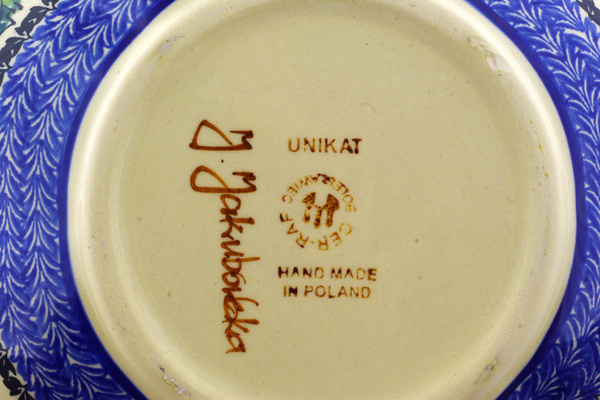 UNIKAT
BOLESŁAWIEC
CER-RAF
HAND MADE
IN POLAND
J. Jakubowska